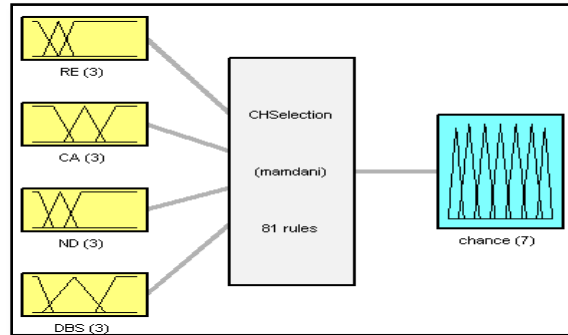 RE (3)
CA (3)
ND (3)
DBS (3)
CHSelection
(mamdani)
81 rules
chance (7)